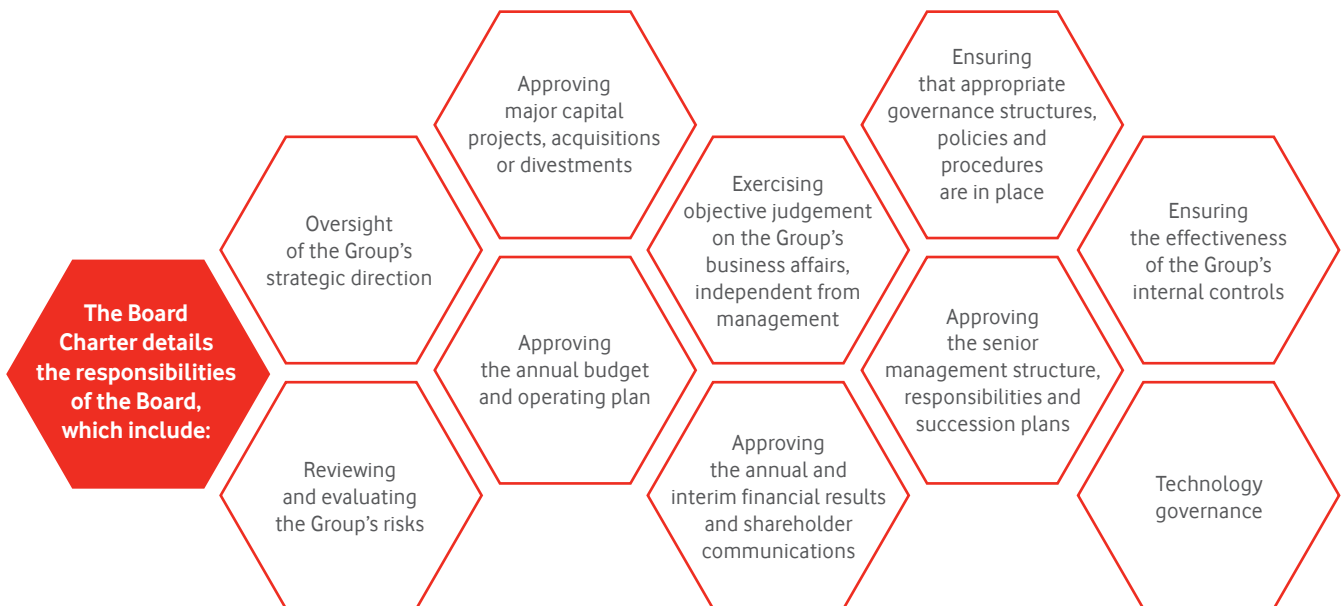 The Board
Charter details
the responsibilities
of the Board,
which include:
Oversight
of the Group's
strategic direction
Reviewing
and evaluating
the Group's risks
Approving
major capital
projects, acquisitions
or divestments
Approving
the annual budget
and operating plan
Exercising
objective judgement
on the Group's
business affairs,
independent from
management
Approving
the annual and
interim financial results
and shareholder
communications
Ensuring
that appropriate
governance structures,
policies and
procedures
are in place
Approving
the senior
management structure,
responsibilities and
succession plans
Ensuring
the effectiveness
of the Group's
internal controls
Technology
governance